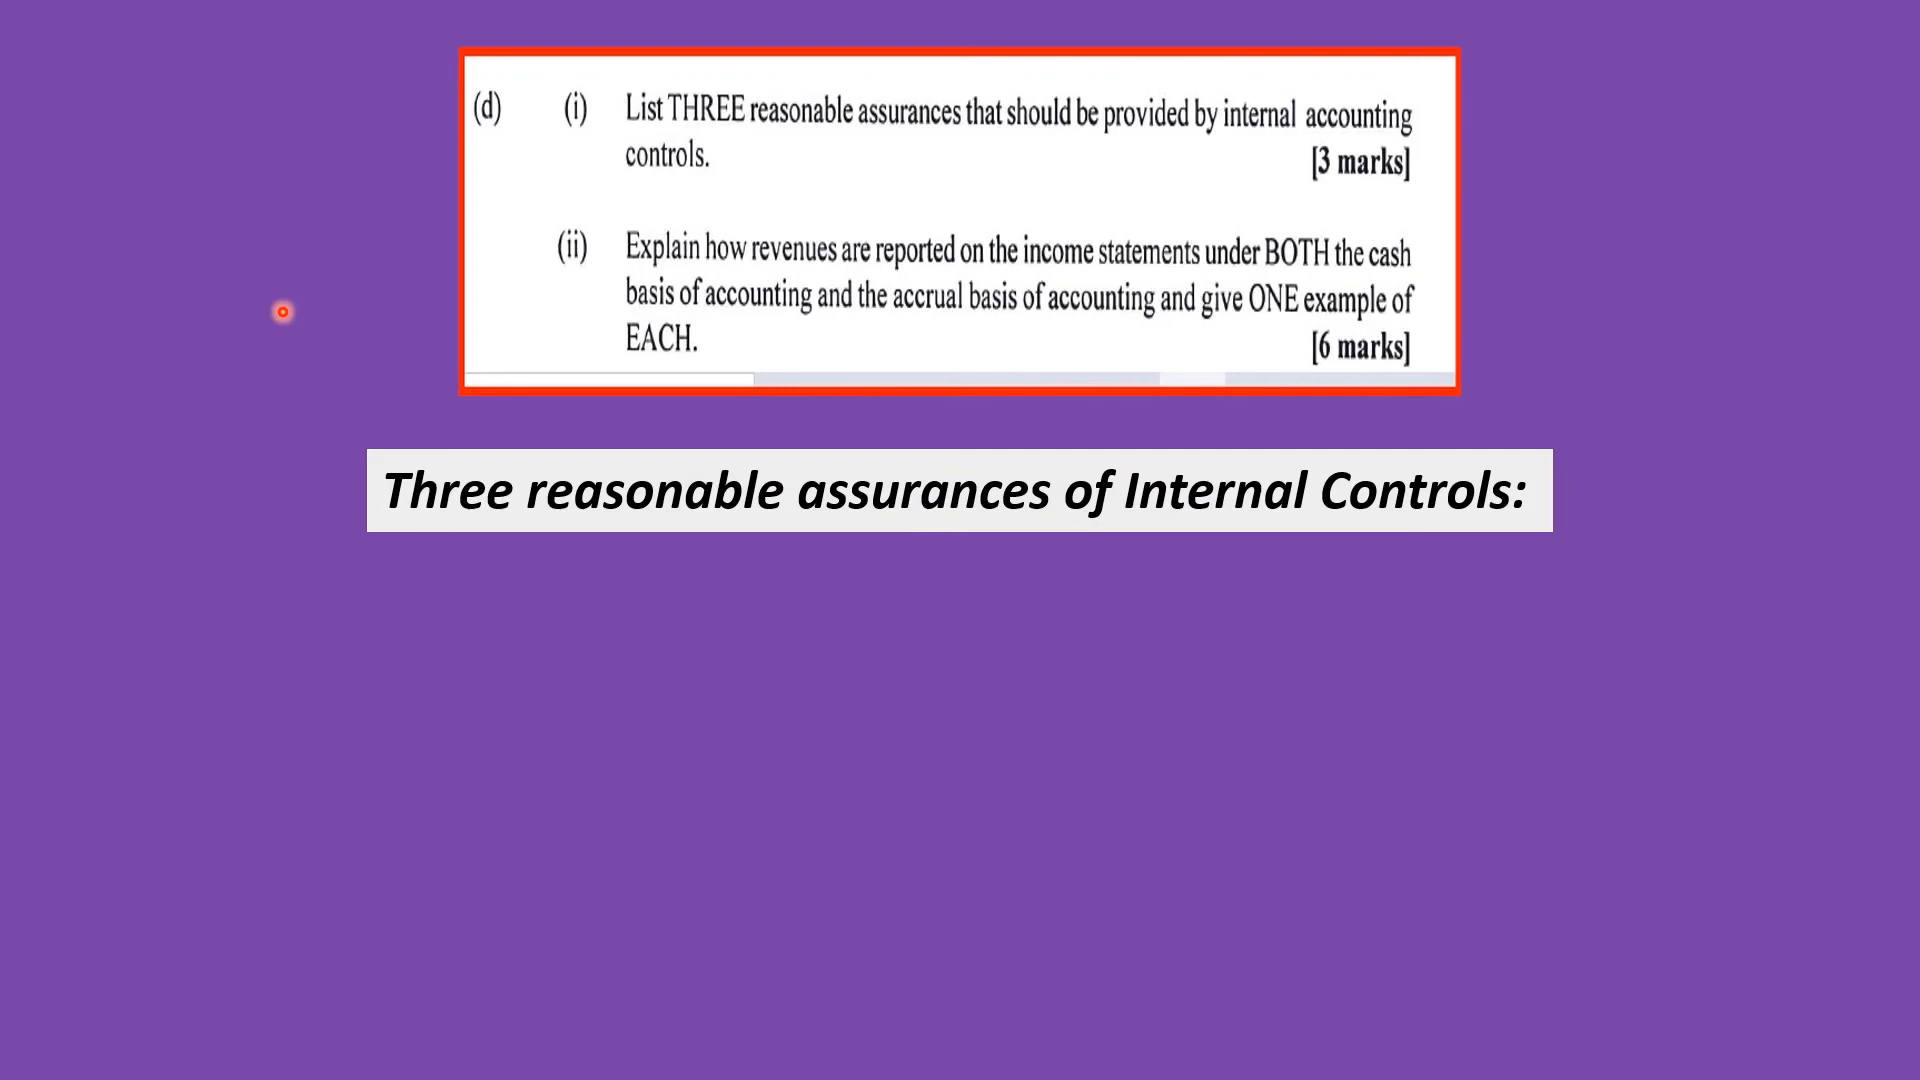 (d) (i) List THREE reasonable assurances that should be provided by internal accounting
controls. [3 marks]
(ii) Explain how revenues are reported on the income statements under BOTH the cash
basis of accounting and the accrual basis of accounting and give ONE example of
EACH. [6 marks]
Three reasonable assurances of Internal Controls: